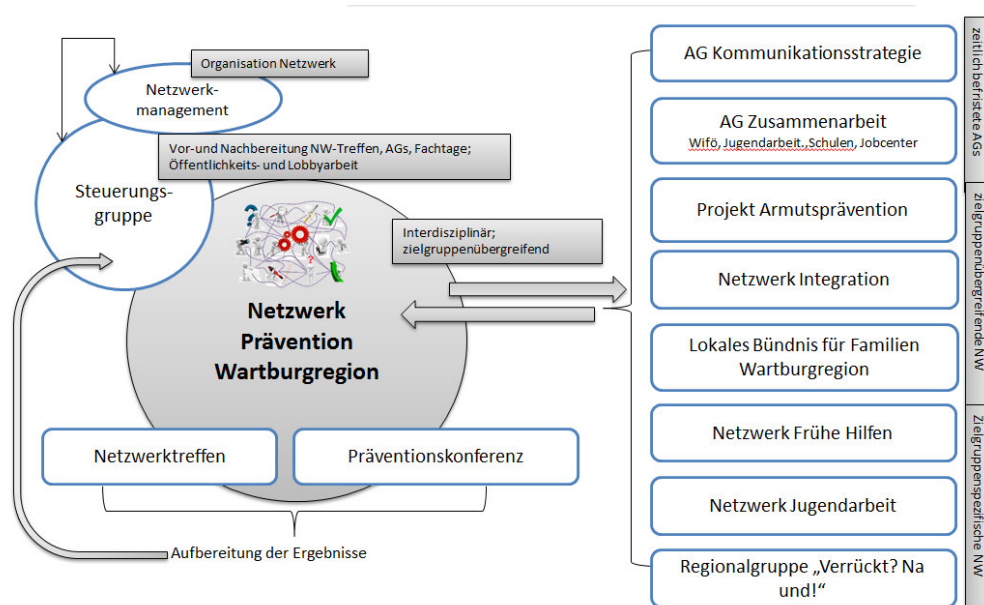 Organisation Netzwerk
Netzwerk-
management
Vor-und Nachbereitung NW-Treffen, AGs, Fachtage;
Öffentlichkeits- und Lobbyarbeit
Steuerungs-
gruppe
Interdisziplinär;
zielgruppenübergreifend
Netzwerk
Prävention
Wartburgregion
Netzwerktreffen
Präventionskonferenz
Aufbereitung der Ergebnisse
AG Kommunikationsstrategie
AG Zusammenarbeit
Wifö, Jugendarbeit.,Schulen, Jobcenter
Projekt Armutsprävention
Netzwerk Integration
Lokales Bündnis für Familien
Wartburgregion
Netzwerk Frühe Hilfen
Netzwerk Jugendarbeit
Regionalgruppe „Verrückt? Na
und!“
zeitlich befristete AGs
zielgruppenübergreifende NW
Zielgruppenspezifische NW